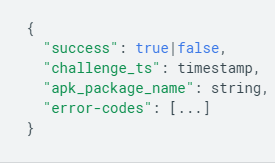 {
"success": true|false,
"challenge_ts": timestamp,
"apk_package_name": string,
"error-codes": [...]
}